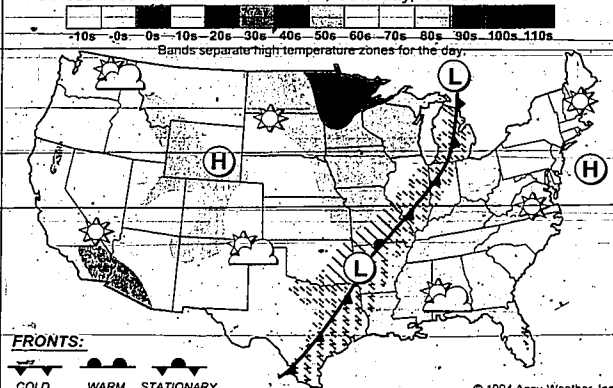 -10s -0s 0s 10s 20s 30s 40s 50s 60s 70s 80s 90s 100s 110s
Bands separate high temperature zones for the day.
L
H
H
L
FRONTS:
COLD WARM STATIONARY
© 1994 Accu-Weather, Inc.